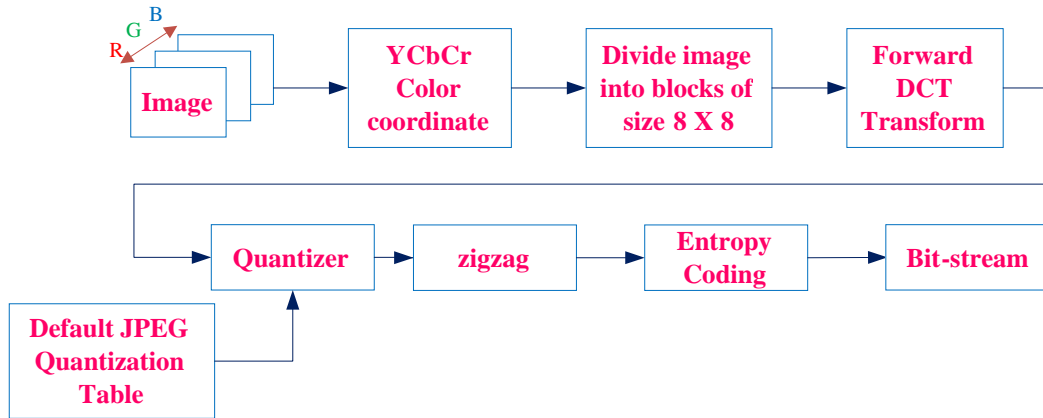 B
G
R
Image
YCbCr
Color
coordinate
Divide image
into blocks of
size 8 X 8
Forward
DCT
Transform
Quantizer
zigzag
Entropy
Coding
Bit-stream
Default JPEG
Quantization
Table